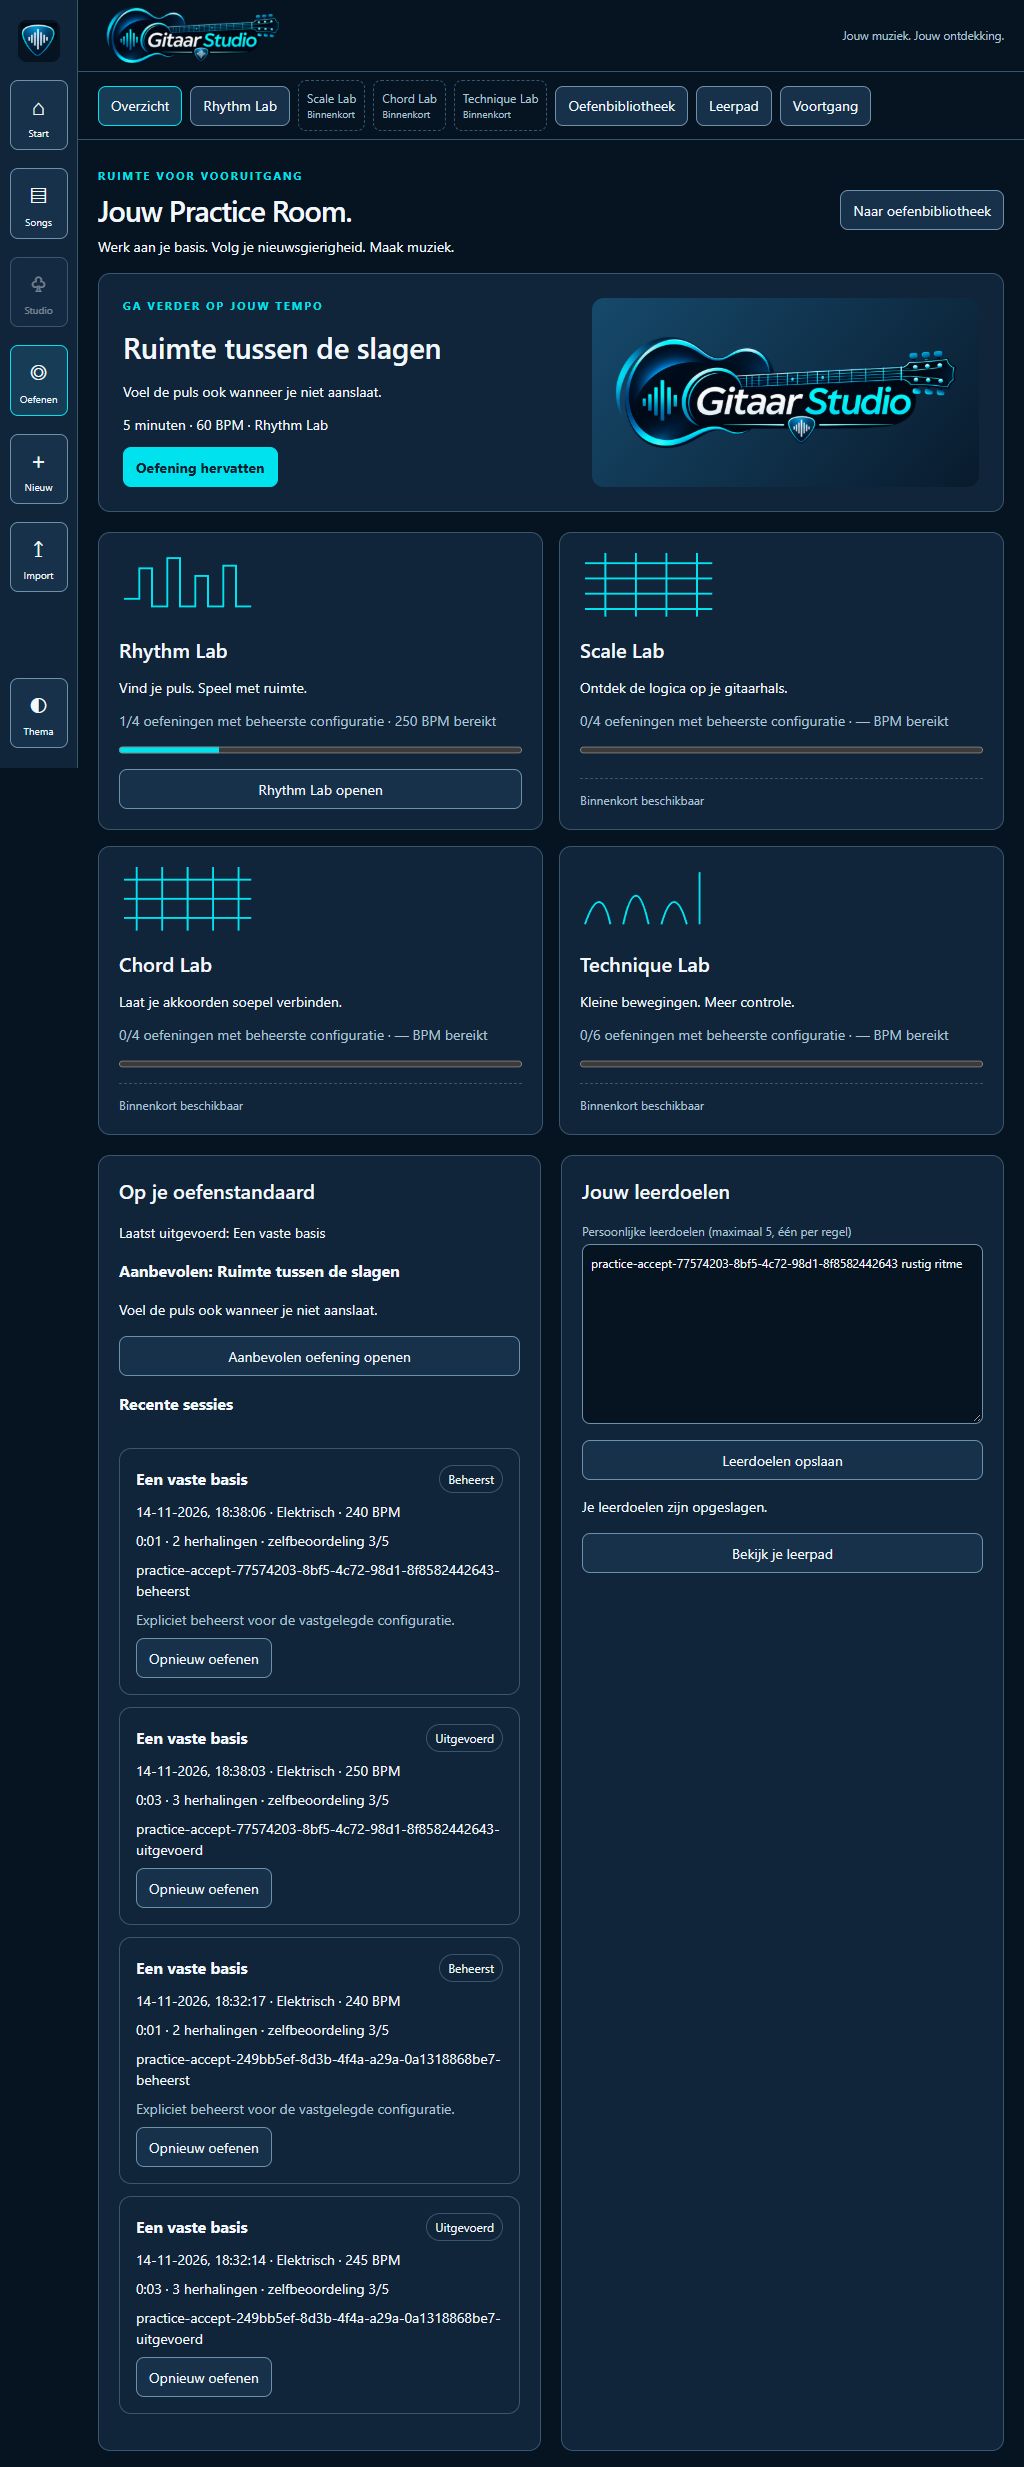 Gitaar Studio
Jouw muziek. Jouw ontdekking.
Start
Songs
Studio
Oefenen
Nieuw
Import
Thema
Overzicht
Rhythm Lab
Scale Lab
Binnenkort
Chord Lab
Binnenkort
Technique Lab
Binnenkort
Oefenbibliotheek
Leerpad
Voortgang
RUIMTE VOOR VOORUITGANG
Jouw Practice Room.
Werk aan je basis. Volg je nieuwsgierigheid. Maak muziek.
Naar oefenbibliotheek
GA VERDER OP JOUW TEMPO
Ruimte tussen de slagen
Voel de puls ook wanneer je niet aanslaat.
5 minuten · 60 BPM · Rhythm Lab
Oefening hervatten
Gitaar Studio
Rhythm Lab
Vind je puls. Speel met ruimte.
1/4 oefeningen met beheerste configuratie · 250 BPM bereikt
Rhythm Lab openen
Scale Lab
Ontdek de logica op je gitaarhals.
0/4 oefeningen met beheerste configuratie · — BPM bereikt
Binnenkort beschikbaar
Chord Lab
Laat je akkoorden soepel verbinden.
0/4 oefeningen met beheerste configuratie · — BPM bereikt
Binnenkort beschikbaar
Technique Lab
Kleine bewegingen. Meer controle.
0/6 oefeningen met beheerste configuratie · — BPM bereikt
Binnenkort beschikbaar
Op je oefenstandaard
Laatst uitgevoerd: Een vaste basis
Aanbevolen: Ruimte tussen de slagen
Voel de puls ook wanneer je niet aanslaat.
Aanbevolen oefening openen
Recente sessies
Een vaste basis
Beheerst
14-11-2026, 18:38:06 · Elektrisch · 240 BPM
0:01 · 2 herhalingen · zelfbeoordeling 3/5
practice-accept-77574203-8bf5-4c72-98d1-8f8582442643-
beheerst
Expliciet beheerst voor de vastgelegde configuratie.
Opnieuw oefenen
Een vaste basis
Uitgevoerd
14-11-2026, 18:38:03 · Elektrisch · 250 BPM
0:03 · 3 herhalingen · zelfbeoordeling 3/5
practice-accept-77574203-8bf5-4c72-98d1-8f8582442643-
uitgevoerd
Opnieuw oefenen
Een vaste basis
Beheerst
14-11-2026, 18:32:17 · Elektrisch · 240 BPM
0:01 · 2 herhalingen · zelfbeoordeling 3/5
practice-accept-249bb5ef-8d3b-4f4a-a29a-0a1318868be7-
beheerst
Expliciet beheerst voor de vastgelegde configuratie.
Opnieuw oefenen
Een vaste basis
Uitgevoerd
14-11-2026, 18:32:14 · Elektrisch · 245 BPM
0:03 · 3 herhalingen · zelfbeoordeling 3/5
practice-accept-249bb5ef-8d3b-4f4a-a29a-0a1318868be7-
uitgevoerd
Opnieuw oefenen
Jouw leerdoelen
Persoonlijke leerdoelen (maximaal 5, één per regel)
practice-accept-77574203-8bf5-4c72-98d1-8f8582442643 rustig ritme
Leerdoelen opslaan
Je leerdoelen zijn opgeslagen.
Bekijk je leerpad